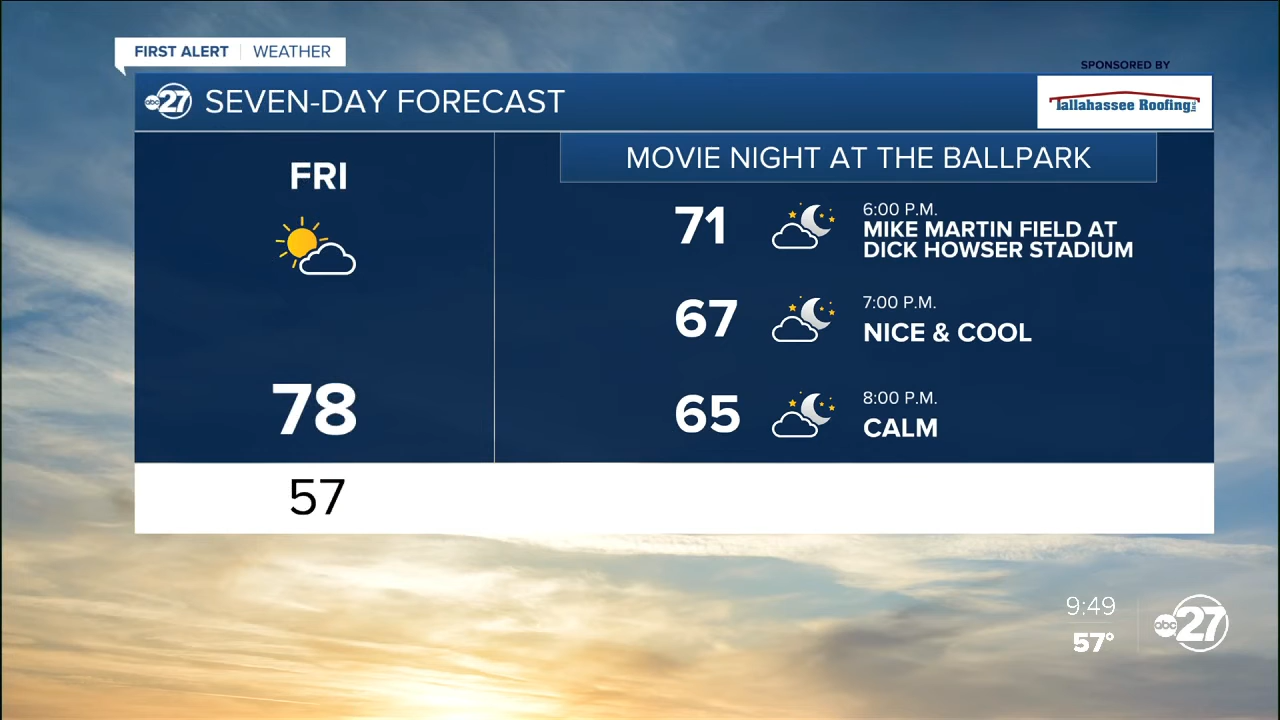 FIRST ALERT WEATHER
SPONSORED BY
abc 27 SEVEN-DAY FORECAST
Tallahassee Roofing Inc
FRI
MOVIE NIGHT AT THE BALLPARK
71
6:00 P.M.
MIKE MARTIN FIELD AT
DICK HOWSER STADIUM
67
7:00 P.M.
NICE & COOL
78
65
8:00 P.M.
CALM
57
9:49
57°
abc 27